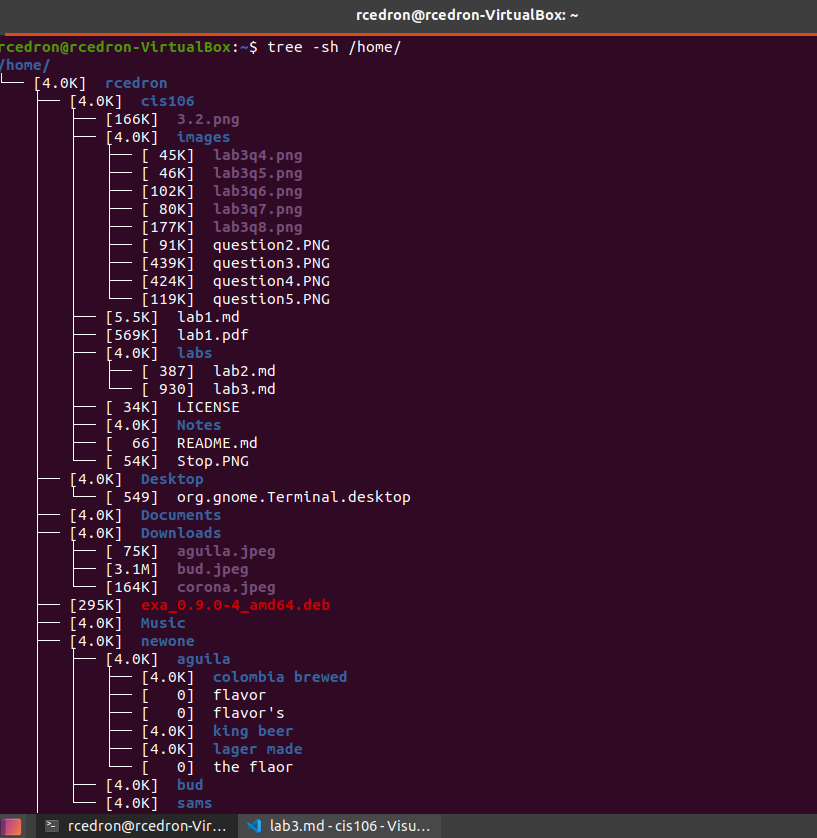 rcedron@rcedron-VirtualBox: ~
rcedron@rcedron-VirtualBox:~$ tree -sh /home/
/home/
└── [4.0K]  rcedron
    ├── [4.0K]  cis106
    │   ├── [166K]  3.2.png
    │   ├── [4.0K]  images
    │   │   ├── [ 45K]  lab3q4.png
    │   │   ├── [ 46K]  lab3q5.png
    │   │   ├── [102K]  lab3q6.png
    │   │   ├── [ 80K]  lab3q7.png
    │   │   ├── [177K]  lab3q8.png
    │   │   ├── [ 91K]  question2.PNG
    │   │   ├── [439K]  question3.PNG
    │   │   ├── [424K]  question4.PNG
    │   │   └── [119K]  question5.PNG
    │   ├── [5.5K]  lab1.md
    │   ├── [569K]  lab1.pdf
    │   ├── [4.0K]  labs
    │   │   ├── [ 387]  lab2.md
    │   │   └── [ 930]  lab3.md
    │   ├── [ 34K]  LICENSE
    │   ├── [4.0K]  Notes
    │   ├── [  66]  README.md
    │   └── [ 54K]  Stop.PNG
    ├── [4.0K]  Desktop
    │   └── [ 549]  org.gnome.Terminal.desktop
    ├── [4.0K]  Documents
    ├── [4.0K]  Downloads
    │   ├── [ 75K]  aguila.jpeg
    │   ├── [3.1M]  bud.jpeg
    │   └── [164K]  corona.jpeg
    ├── [295K]  exa_0.9.0-4_amd64.deb
    ├── [4.0K]  Music
    ├── [4.0K]  newone
    │   ├── [4.0K]  aguila
    │   │   ├── [4.0K]  colombia brewed
    │   │   ├── [   0]  flavor
    │   │   ├── [   0]  flavor's
    │   │   ├── [4.0K]  king beer
    │   │   ├── [4.0K]  lager made
    │   │   └── [   0]  the flaor
    │   ├── [4.0K]  bud
    │   └── [4.0K]  sams
rcedron@rcedron-Vir... lab3.md - cis106 - Visu...